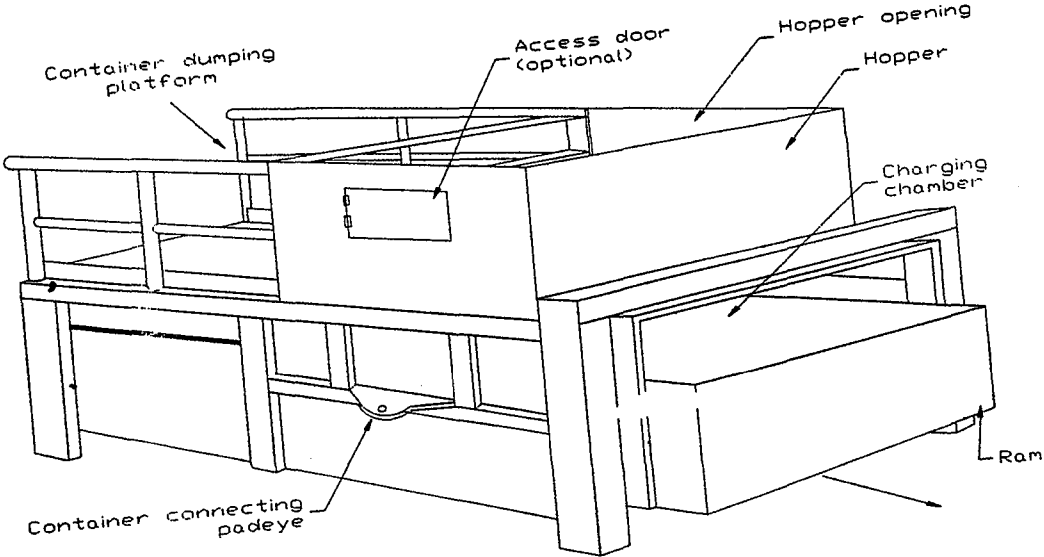 Hopper opening
Access door
(optional)
Hopper
Container dumping
platform
Charging
chamber
Ram
Container connecting
padeye